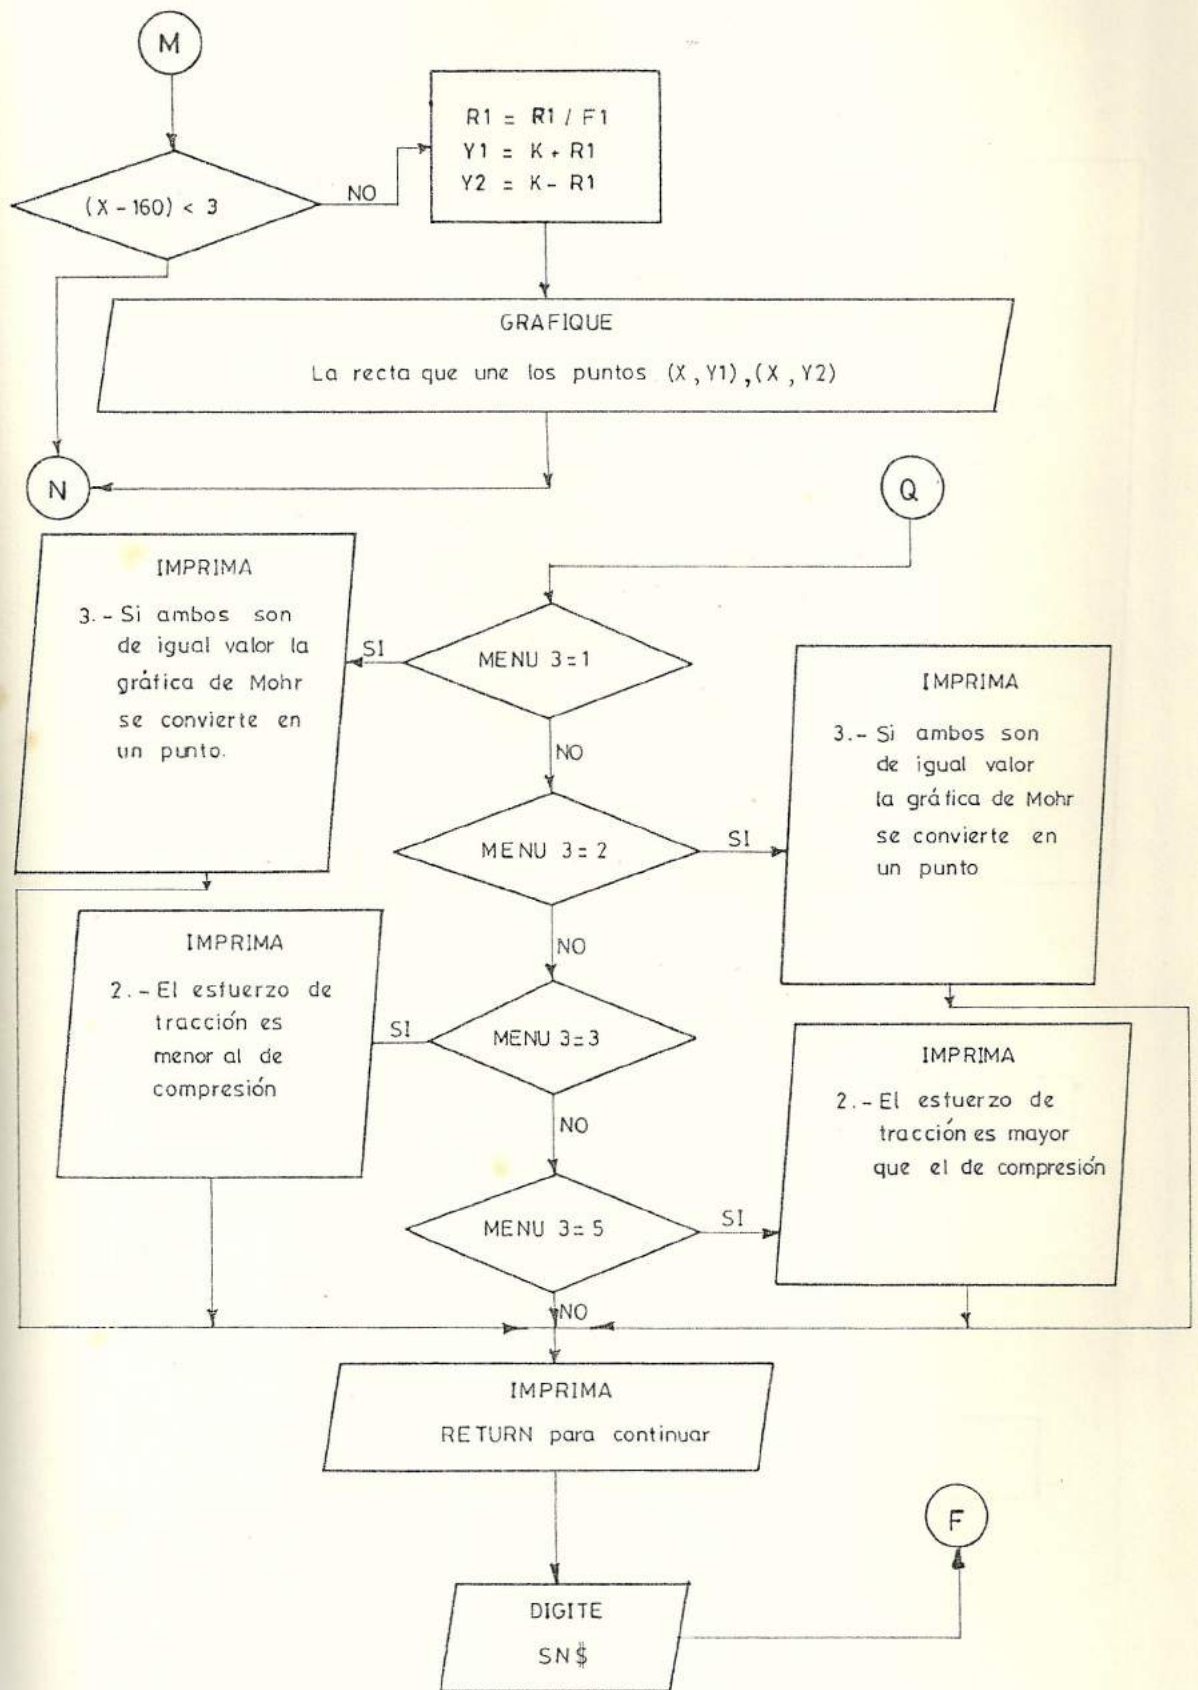 M
(X - 160) < 3
NO
R1 = R1 / F1
Y1 = K + R1
Y2 = K - R1
GRAFIQUE
La recta que une los puntos (X, Y1), (X, Y2)
N
Q
IMPRIMA
3.- Si ambos son
de igual valor la
gráfica de Mohr
se convierte en
un punto.
SI
MENU 3=1
NO
IMPRIMA
3.- Si ambos son
de igual valor
la gráfica de Mohr
se convierte en
un punto
MENU 3=2
SI
NO
IMPRIMA
2.- El esfuerzo de
tracción es
menor al de
compresión
SI
MENU 3=3
NO
IMPRIMA
2.- El esfuerzo de
tracción es mayor
que el de compresión
MENU 3=5
SI
NO
IMPRIMA
RETURN para continuar
F
DIGITE
SN$